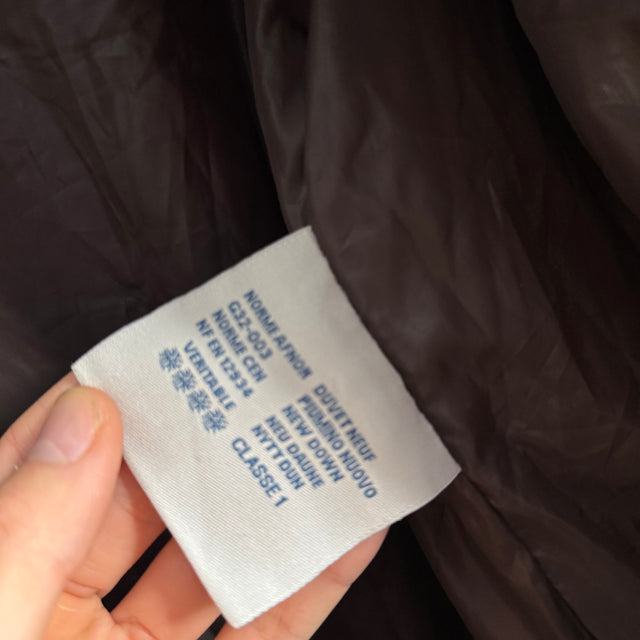 NORME AFNOR
G32-003
NORME CEN
NF EN 12934
VERITABLE
DUVET NEUF
PIUMINO NUOVO
NEW DOWN
NEU DAUNE
NYTT DUN
CLASSE 1